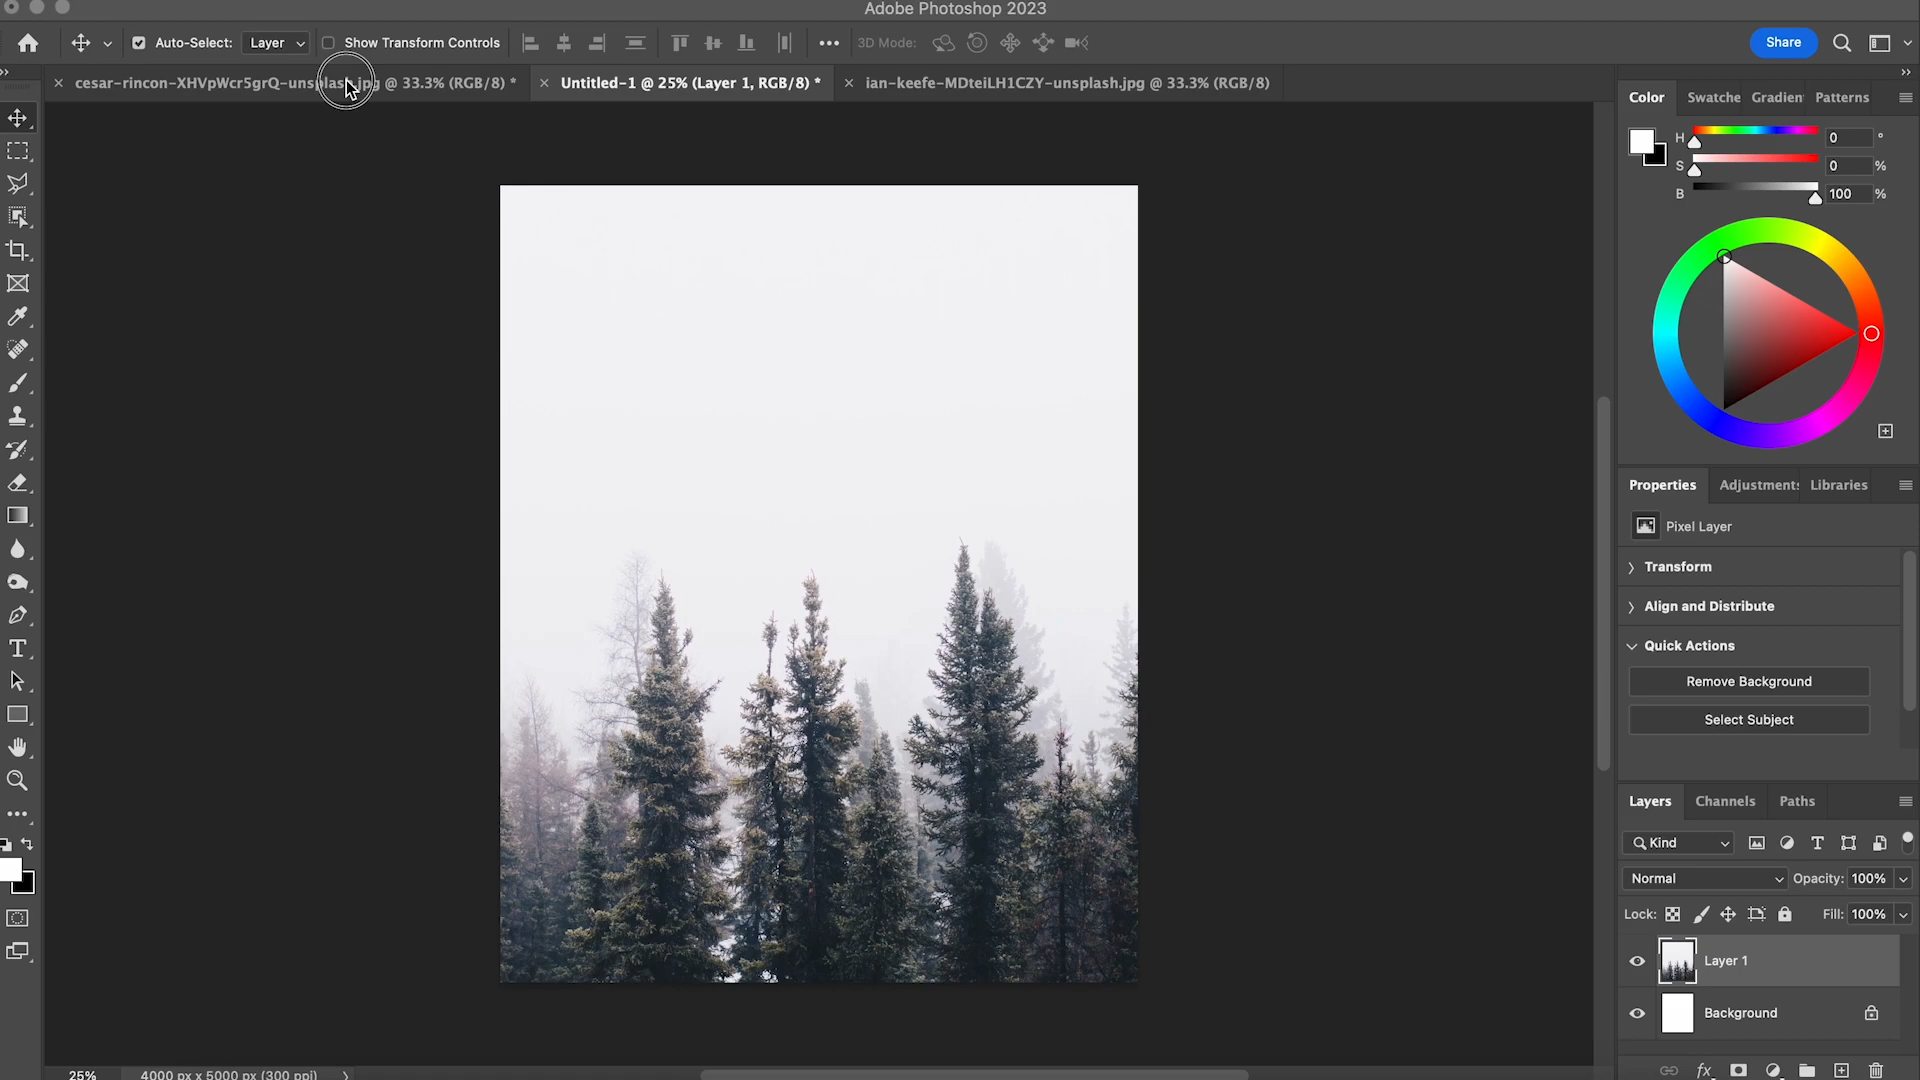 Adobe Photoshop 2023
Auto-Select: Layer Show Transform Controls 3D Mode: Share
cesar-rincon-XHVpWcr5grQ-unsplash.jpg @ 33.3% (RGB/8) * Untitled-1 @ 25% (Layer 1, RGB/8) * ian-keefe-MDteiLH1CZY-unsplash.jpg @ 33.3% (RGB/8)
Color Swatche Gradien Patterns
H 0 °
S 0 %
B 100 %
Properties Adjustment Libraries
Pixel Layer
Transform
Align and Distribute
Quick Actions
Remove Background
Select Subject
Layers Channels Paths
Kind
Normal Opacity: 100%
Lock: Fill: 100%
Layer 1
Background
25% 4000 px x 5000 px (300 ppi)